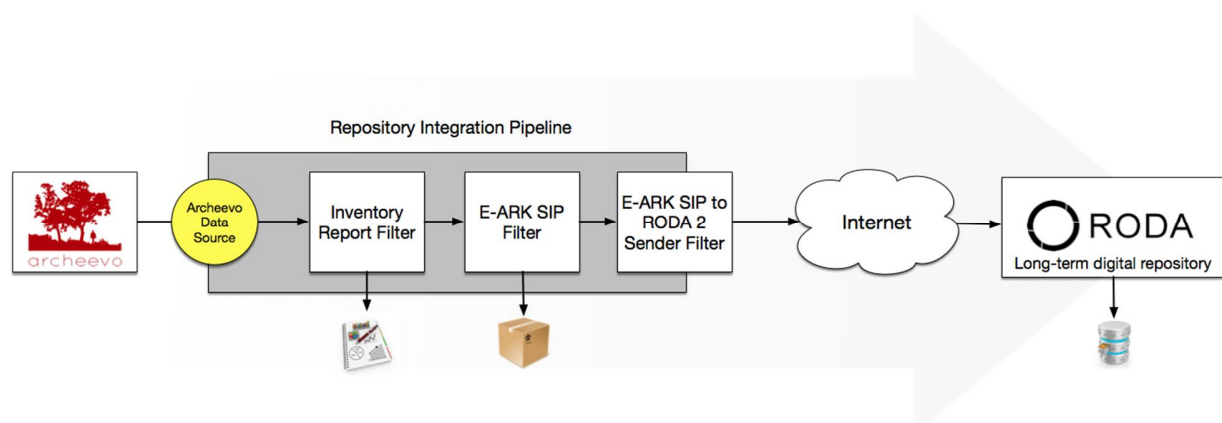 Repository Integration Pipeline
archeevo
Archeevo
Data
Source
Inventory
Report Filter
E-ARK SIP
Filter
E-ARK SIP to
RODA 2
Sender Filter
Internet
RODA
Long-term digital repository